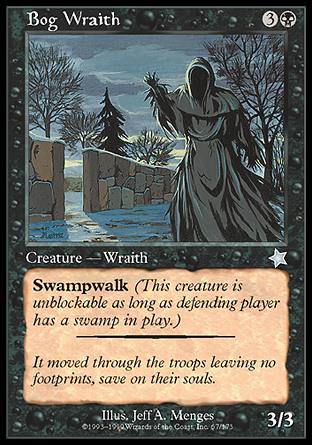 Bog Wraith 3
Creature — Wraith
Swampwalk (This creature is
unblockable as long as defending player
has a swamp in play.)
It moved through the troops leaving no
footprints, save on their souls.
Illus. Jeff A. Menges
3/3
©1993–1999 Wizards of the Coast, Inc. 67/173